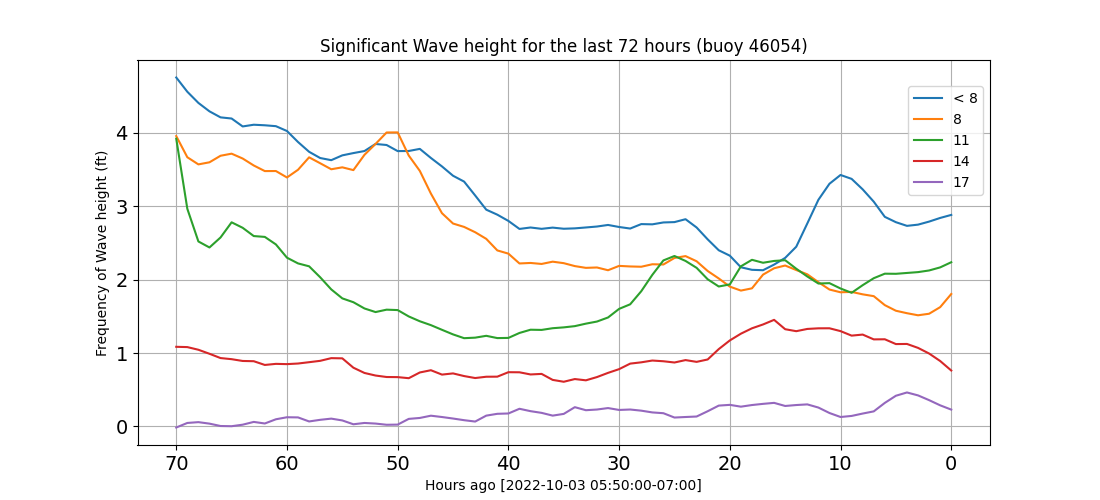 Significant Wave height for the last 72 hours (buoy 46054)
Frequency of Wave height (ft)
4
3
2
1
0
< 8
8
11
14
17
70 60 50 40 30 20 10 0
Hours ago [2022-10-03 05:50:00-07:00]